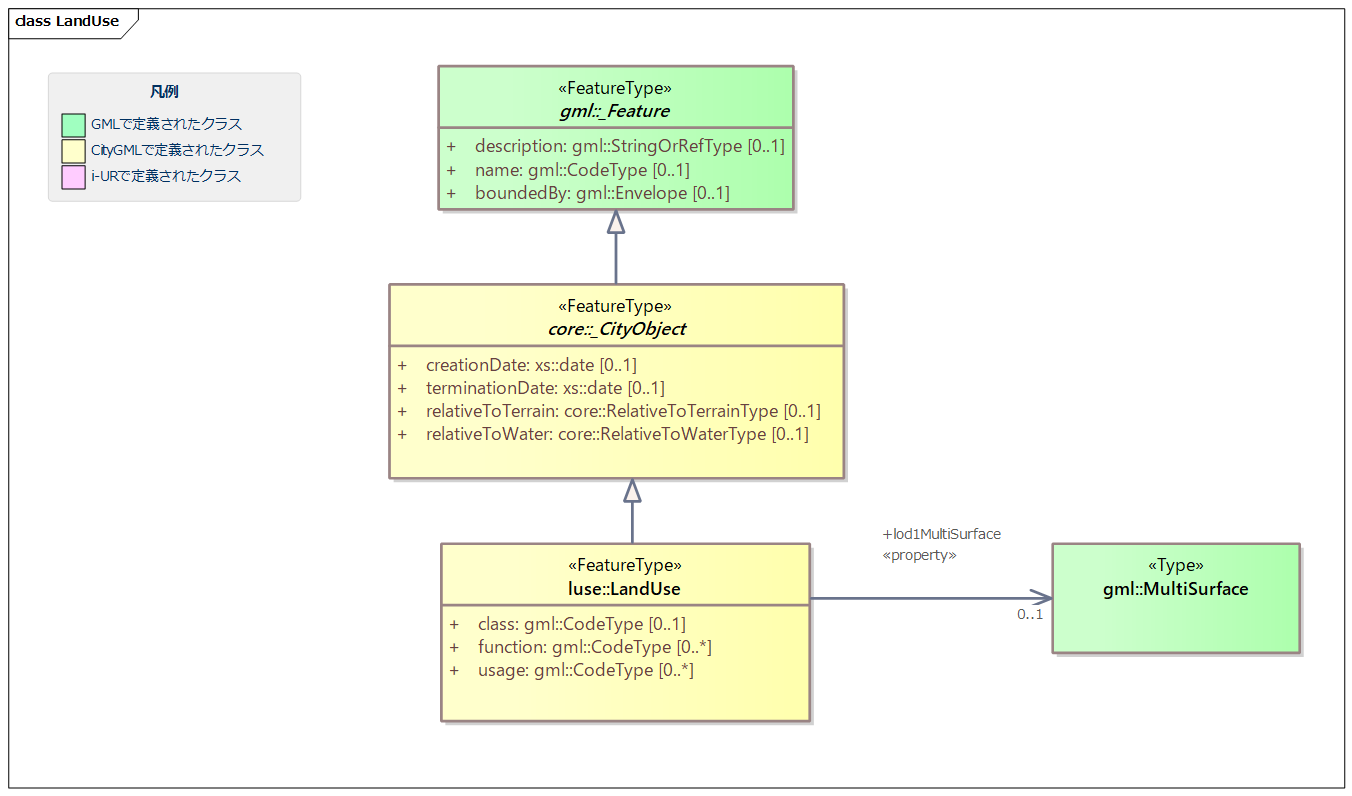 class LandUse
凡例
GMLで定義されたクラス
CityGMLで定義されたクラス
i-URで定義されたクラス
«FeatureType»
gml::_Feature
+ description: gml::StringOrRefType [0..1]
+ name: gml::CodeType [0..1]
+ boundedBy: gml::Envelope [0..1]
«FeatureType»
core::_CityObject
+ creationDate: xs::date [0..1]
+ terminationDate: xs::date [0..1]
+ relativeToTerrain: core::RelativeToTerrainType [0..1]
+ relativeToWater: core::RelativeToWaterType [0..1]
«FeatureType»
luse::LandUse
+ class: gml::CodeType [0..1]
+ function: gml::CodeType [0..*]
+ usage: gml::CodeType [0..*]
+lod1MultiSurface
«property»
0..1
«Type»
gml::MultiSurface